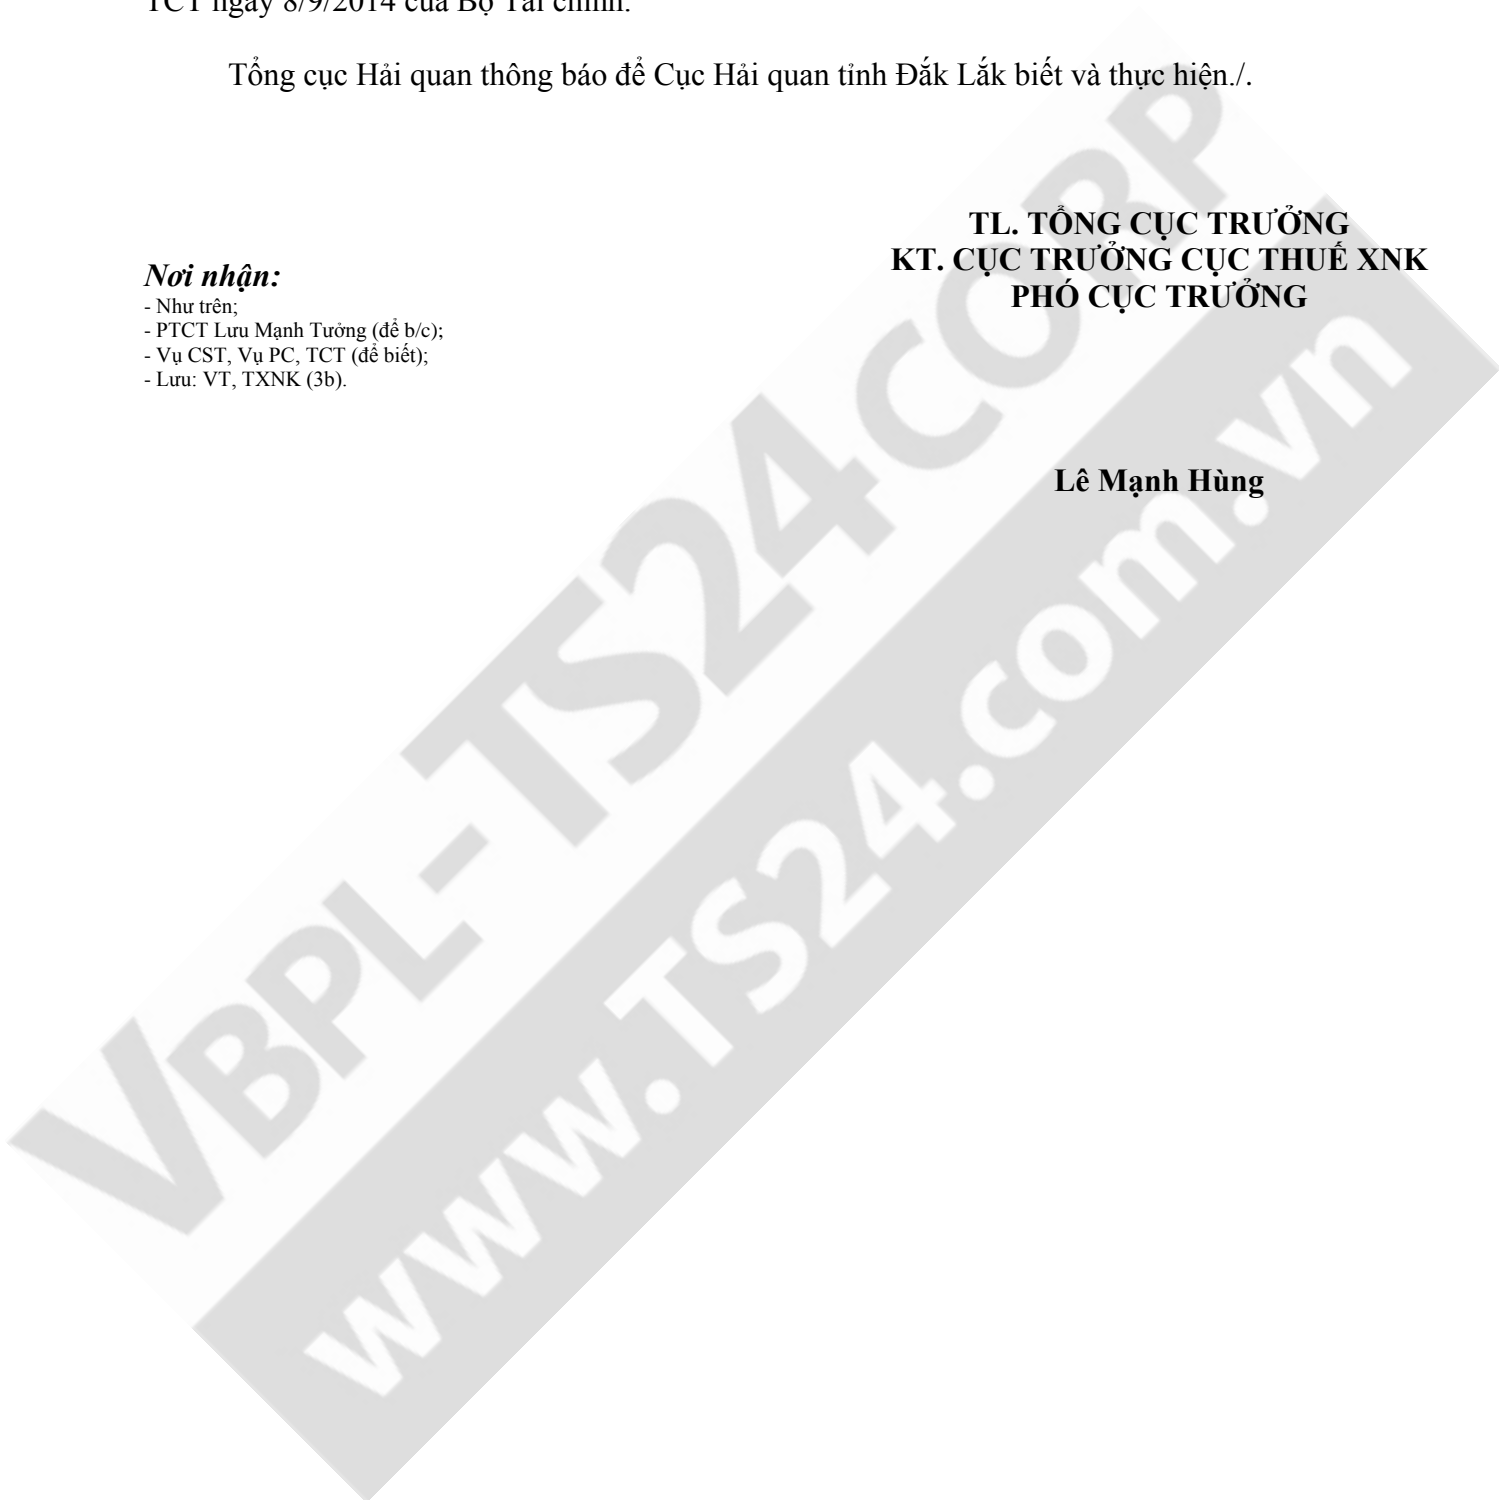 TCT ngày 8/9/2014 của Bộ Tài chính.
Tổng cục Hải quan thông báo để Cục Hải quan tỉnh Đắk Lắk biết và thực hiện./.
TL. TỔNG CỤC TRƯỞNG
KT. CỤC TRƯỞNG CỤC THUẾ XNK
PHÓ CỤC TRƯỞNG
Nơi nhận:
- Như trên;
- PTCT Lưu Mạnh Tưởng (để b/c);
- Vụ CST, Vụ PC, TCT (để biết);
- Lưu: VT, TXNK (3b).
Lê Mạnh Hùng
VBPL-TS24CORP
www.TS24.com.vn